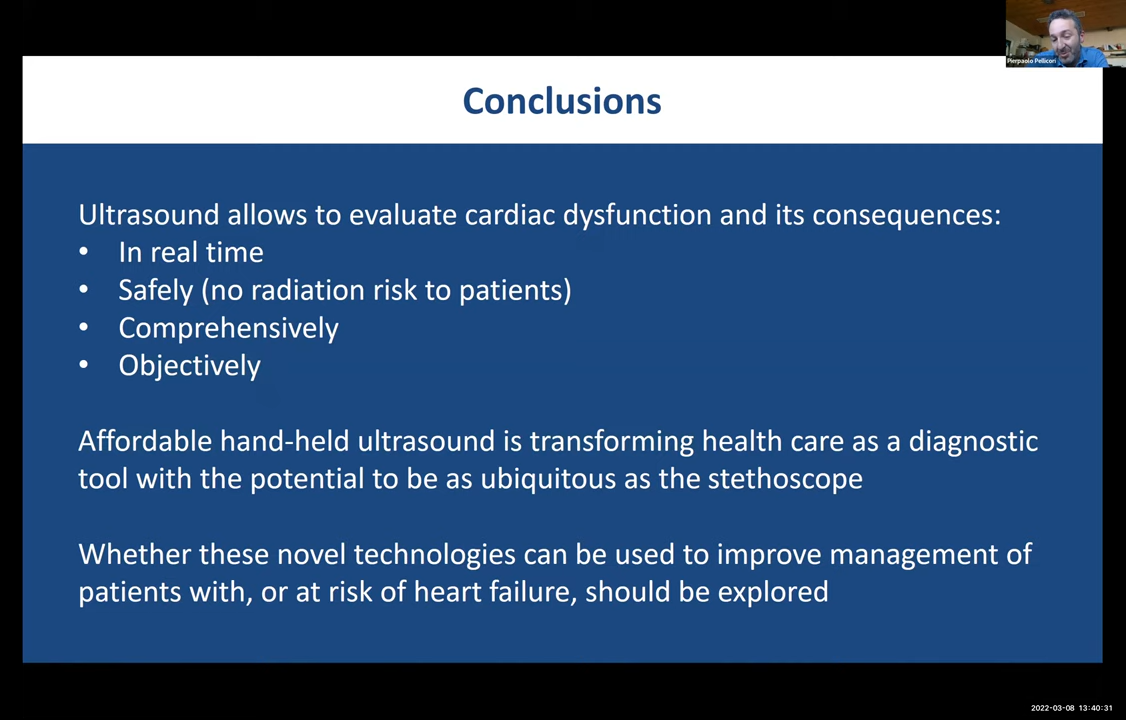 Pierpaolo Pellicori
Conclusions
Ultrasound allows to evaluate cardiac dysfunction and its consequences:
• In real time
• Safely (no radiation risk to patients)
• Comprehensively
• Objectively
Affordable hand-held ultrasound is transforming health care as a diagnostic
tool with the potential to be as ubiquitous as the stethoscope
Whether these novel technologies can be used to improve management of
patients with, or at risk of heart failure, should be explored
2022-03-08 13:40:31